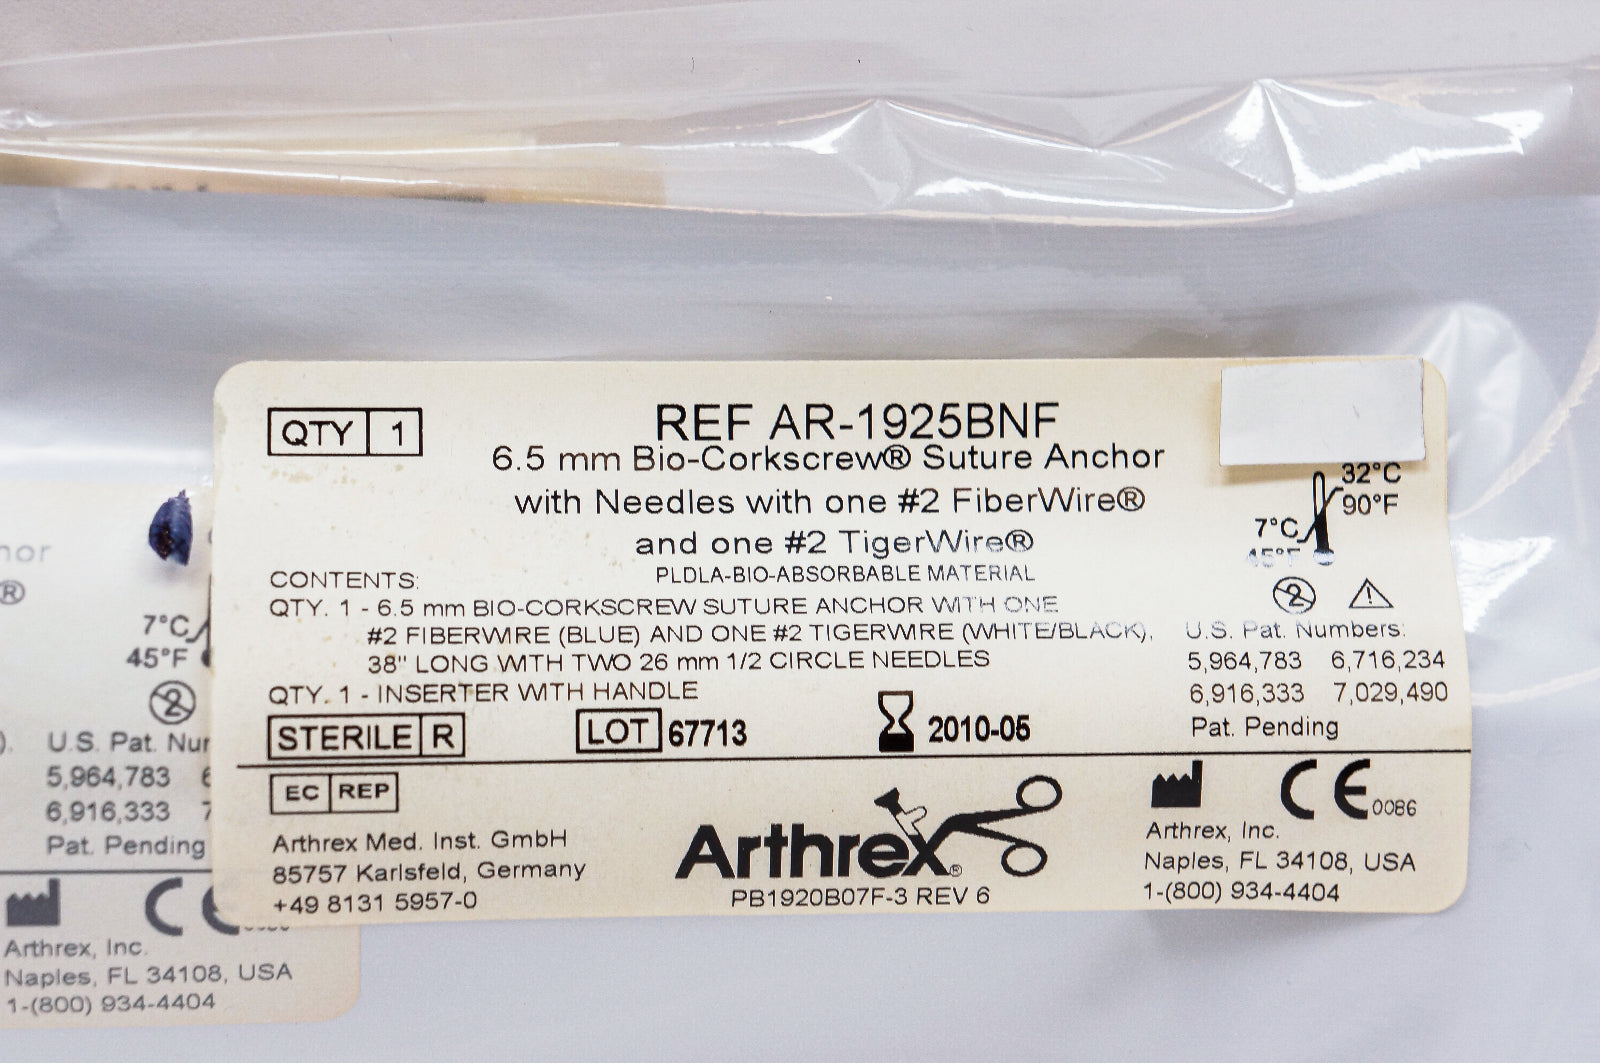 QTY 1
REF AR-1925BNF
6.5 mm Bio-Corkscrew® Suture Anchor
with Needles with one #2 FiberWire®
and one #2 TigerWire®
PLDLA-BIO-ABSORBABLE MATERIAL
32°C
90°F
7°C
45°F
CONTENTS:
QTY. 1 - 6.5 mm BIO-CORKSCREW SUTURE ANCHOR WITH ONE
#2 FIBERWIRE (BLUE) AND ONE #2 TIGERWIRE (WHITE/BLACK),
38" LONG WITH TWO 26 mm 1/2 CIRCLE NEEDLES
QTY. 1 - INSERTER WITH HANDLE
2
U.S. Pat. Numbers:
5,964,783 6,716,234
6,916,333 7,029,490
Pat. Pending
STERILE R
LOT 67713
2010-05
EC REP
Arthrex Med. Inst. GmbH
85757 Karlsfeld, Germany
+49 8131 5957-0
Arthrex®
PB1920B07F-3 REV 6
CE 0086
Arthrex, Inc.
Naples, FL 34108, USA
1-(800) 934-4404
®
7°C
45°F
2
). U.S. Pat. Nur
5,964,783
6,916,333 7
Pat. Pending
C
Arthrex, Inc.
Naples, FL 34108, USA
1-(800) 934-4404